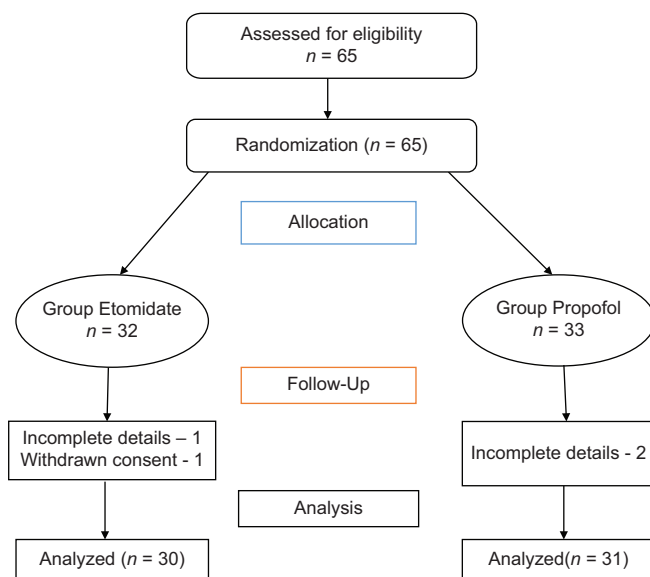 Assessed for eligibility
n = 65
Randomization (n = 65)
Allocation
Group Etomidate
n = 32
Group Propofol
n = 33
Follow-Up
Incomplete details – 1
Withdrawn consent - 1
Incomplete details - 2
Analysis
Analyzed (n = 30)
Analyzed(n = 31)